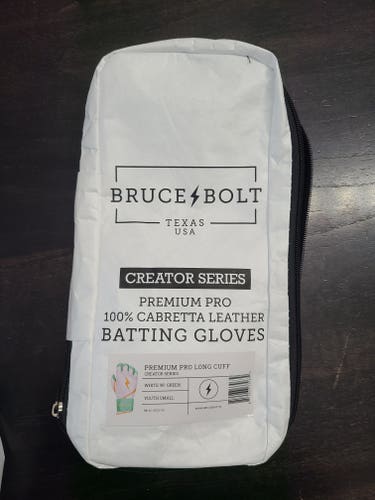 BRUCE BOLT
TEXAS
USA
CREATOR SERIES
PREMIUM PRO
100% CABRETTA LEATHER
BATTING GLOVES
PREMIUM PRO LONG CUFF
CREATOR SERIES
WHITE W/ GREEN
YOUTH SMALL